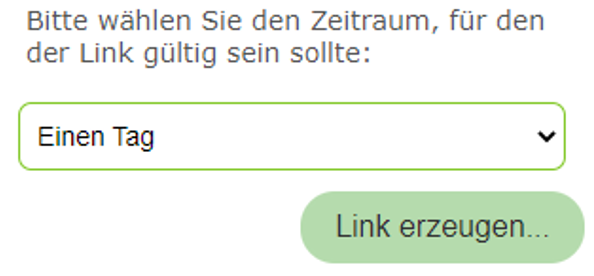 Bitte wählen Sie den Zeitraum, für den
der Link gültig sein sollte:
Einen Tag
Link erzeugen...